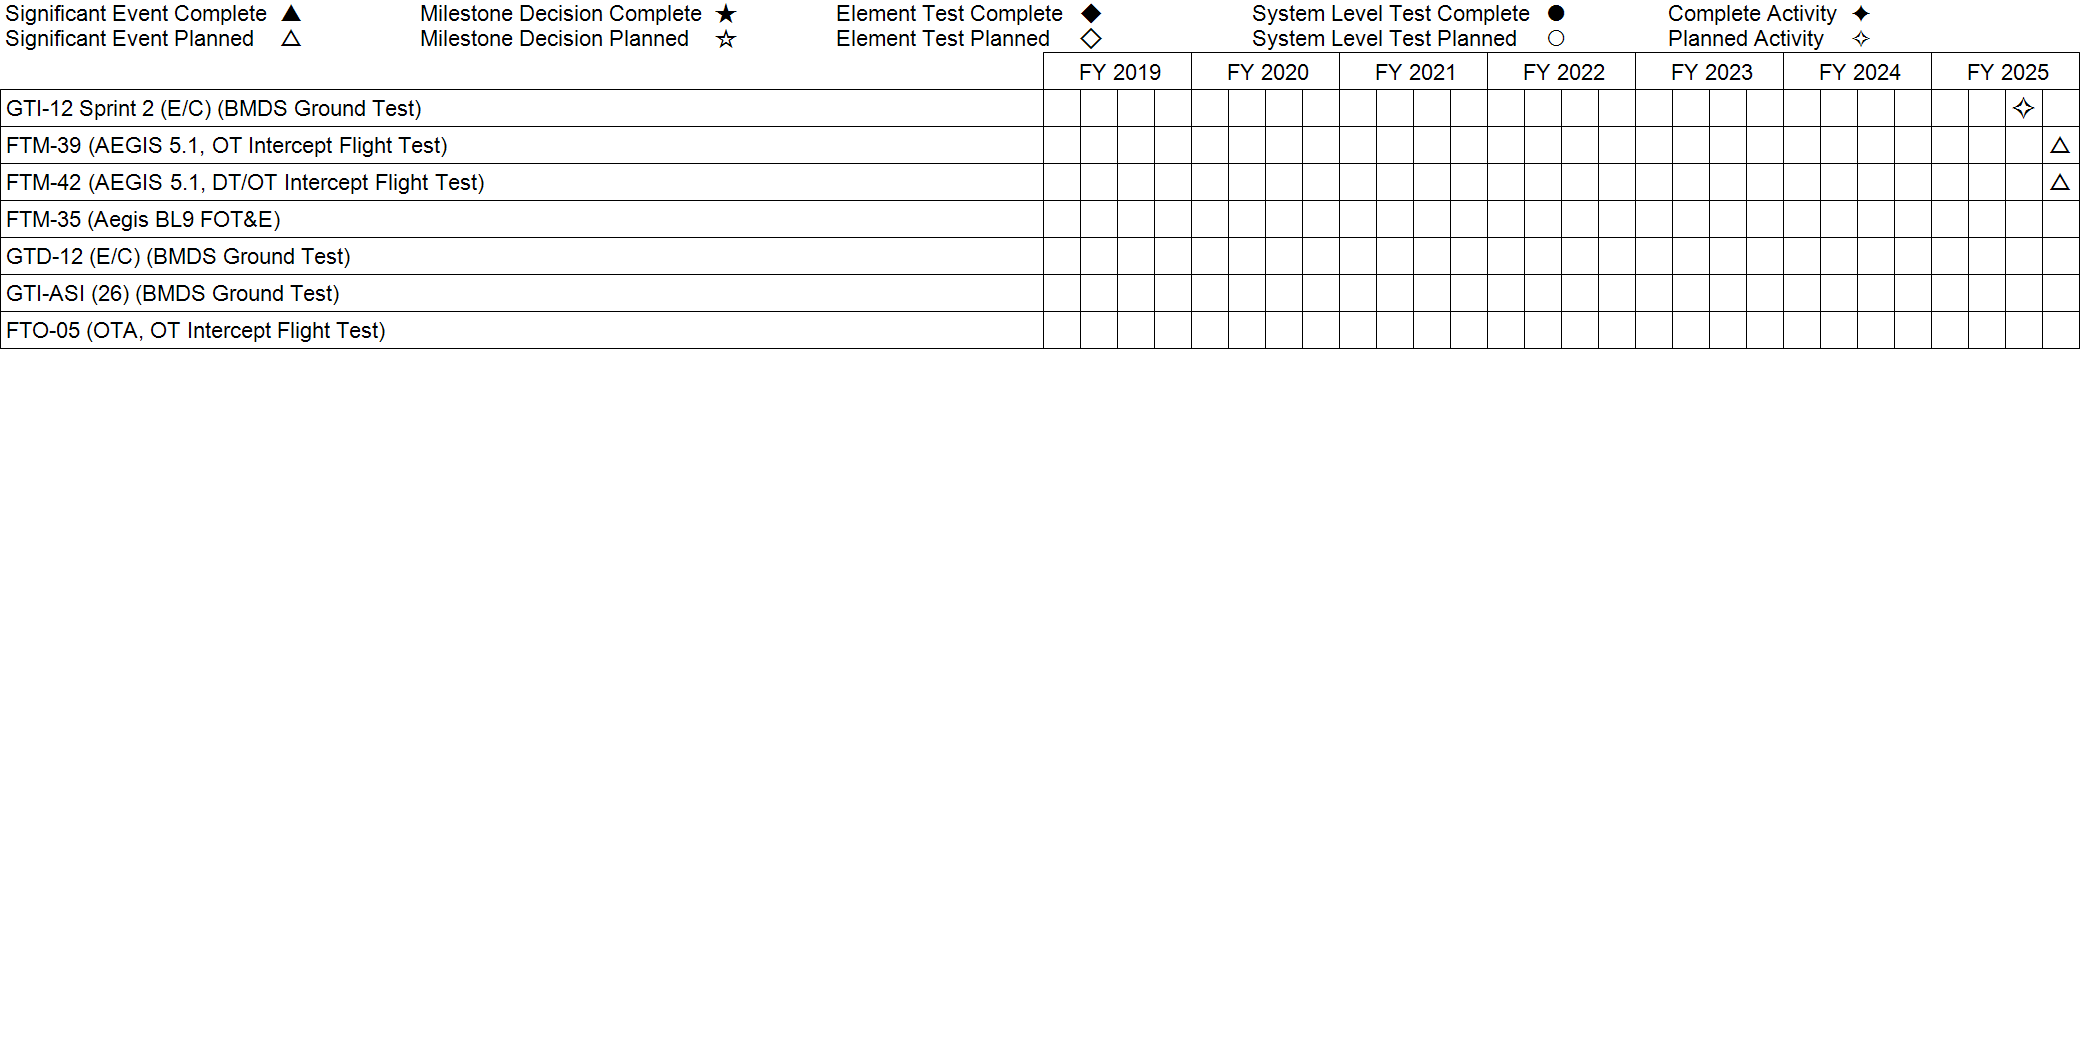 Significant Event Complete ▲ Milestone Decision Complete ★ Element Test Complete ◆ System Level Test Complete ● Complete Activity ✦
Significant Event Planned △ Milestone Decision Planned ☆ Element Test Planned ◇ System Level Test Planned ○ Planned Activity ✧
FY 2019 FY 2020 FY 2021 FY 2022 FY 2023 FY 2024 FY 2025
GTI-12 Sprint 2 (E/C) (BMDS Ground Test) ✧
FTM-39 (AEGIS 5.1, OT Intercept Flight Test) △
FTM-42 (AEGIS 5.1, DT/OT Intercept Flight Test) △
FTM-35 (Aegis BL9 FOT&E)
GTD-12 (E/C) (BMDS Ground Test)
GTI-ASI (26) (BMDS Ground Test)
FTO-05 (OTA, OT Intercept Flight Test)